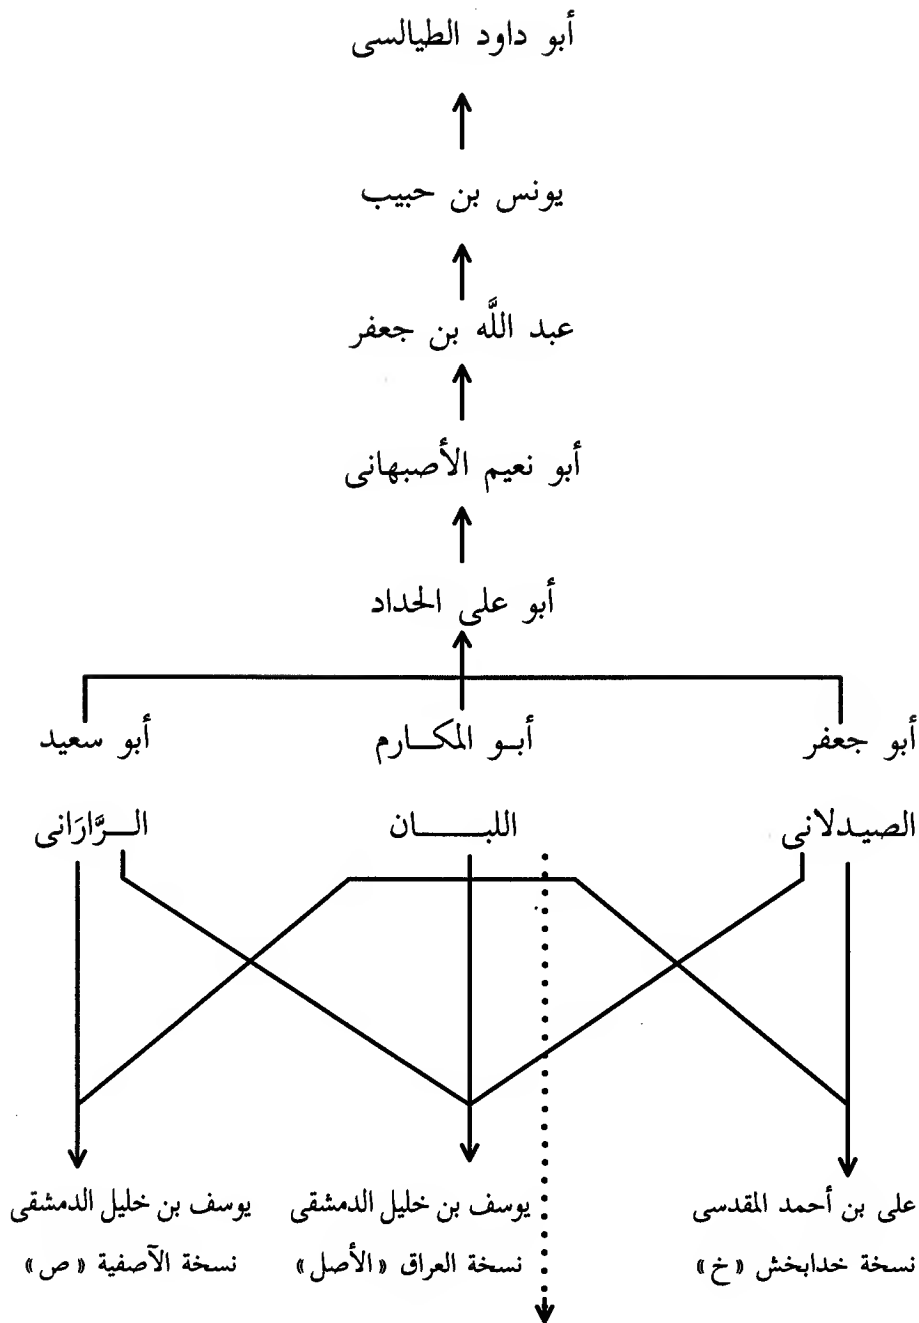 أبو داود الطيالسى
يونس بن حبيب
عبد اللَّه بن جعفر
أبو نعيم الأصبهانى
أبو على الحداد
أبو جعفر أبو المكارم أبو سعيد
الصيدلانى اللبان الرَّارَانى
على بن أحمد المقدسى يوسف بن خليل الدمشقى يوسف بن خليل الدمشقى
نسخة خدابخش «خ» نسخة العراق «الأصل» نسخة الآصفية «ص»